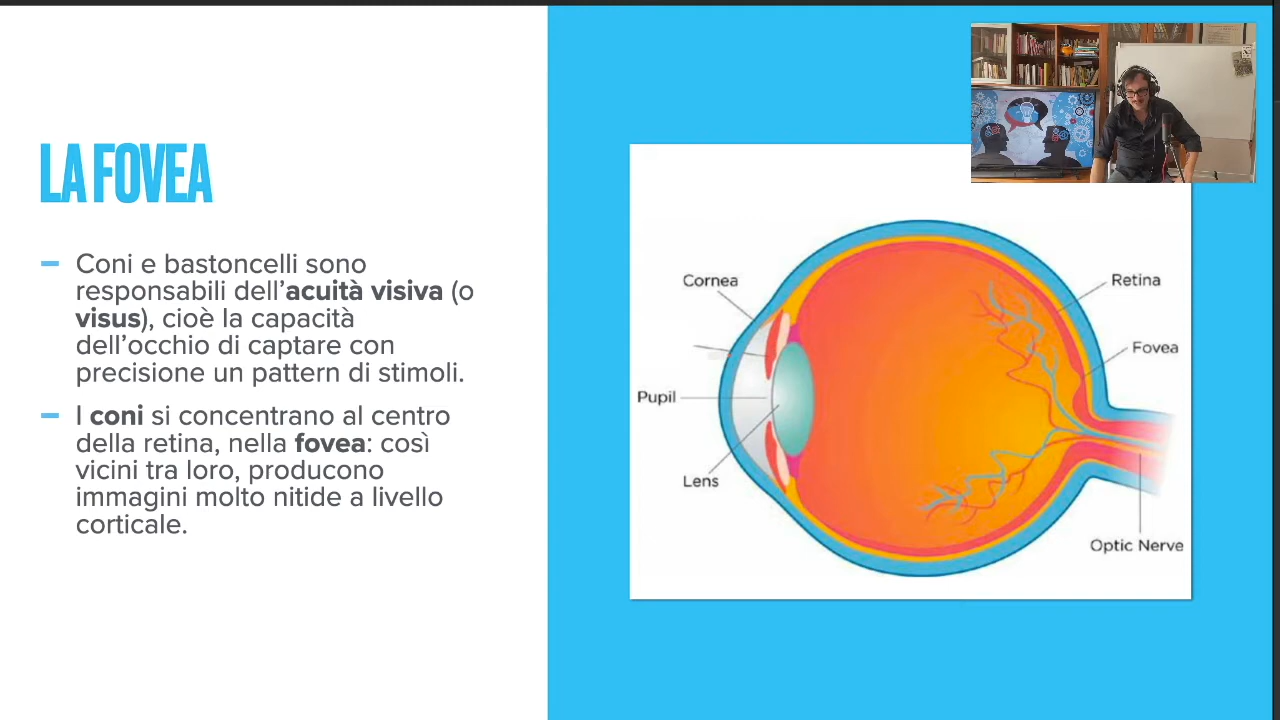 LA FOVEA
Coni e bastoncelli sono
responsabili dell’acuità visiva (o
visus), cioè la capacità
dell’occhio di captare con
precisione un pattern di stimoli.
I coni si concentrano al centro
della retina, nella fovea: così
vicini tra loro, producono
immagini molto nitide a livello
corticale.
Cornea
Retina
Fovea
Pupil
Lens
Optic Nerve